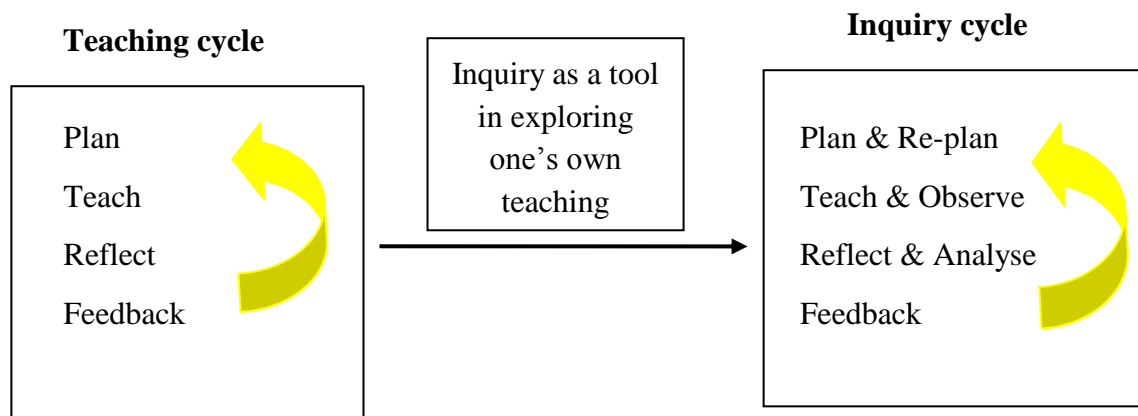 Teaching cycle
Plan
Teach
Reflect
Feedback
Inquiry as a tool
in exploring
one’s own
teaching
Inquiry cycle
Plan & Re-plan
Teach & Observe
Reflect & Analyse
Feedback